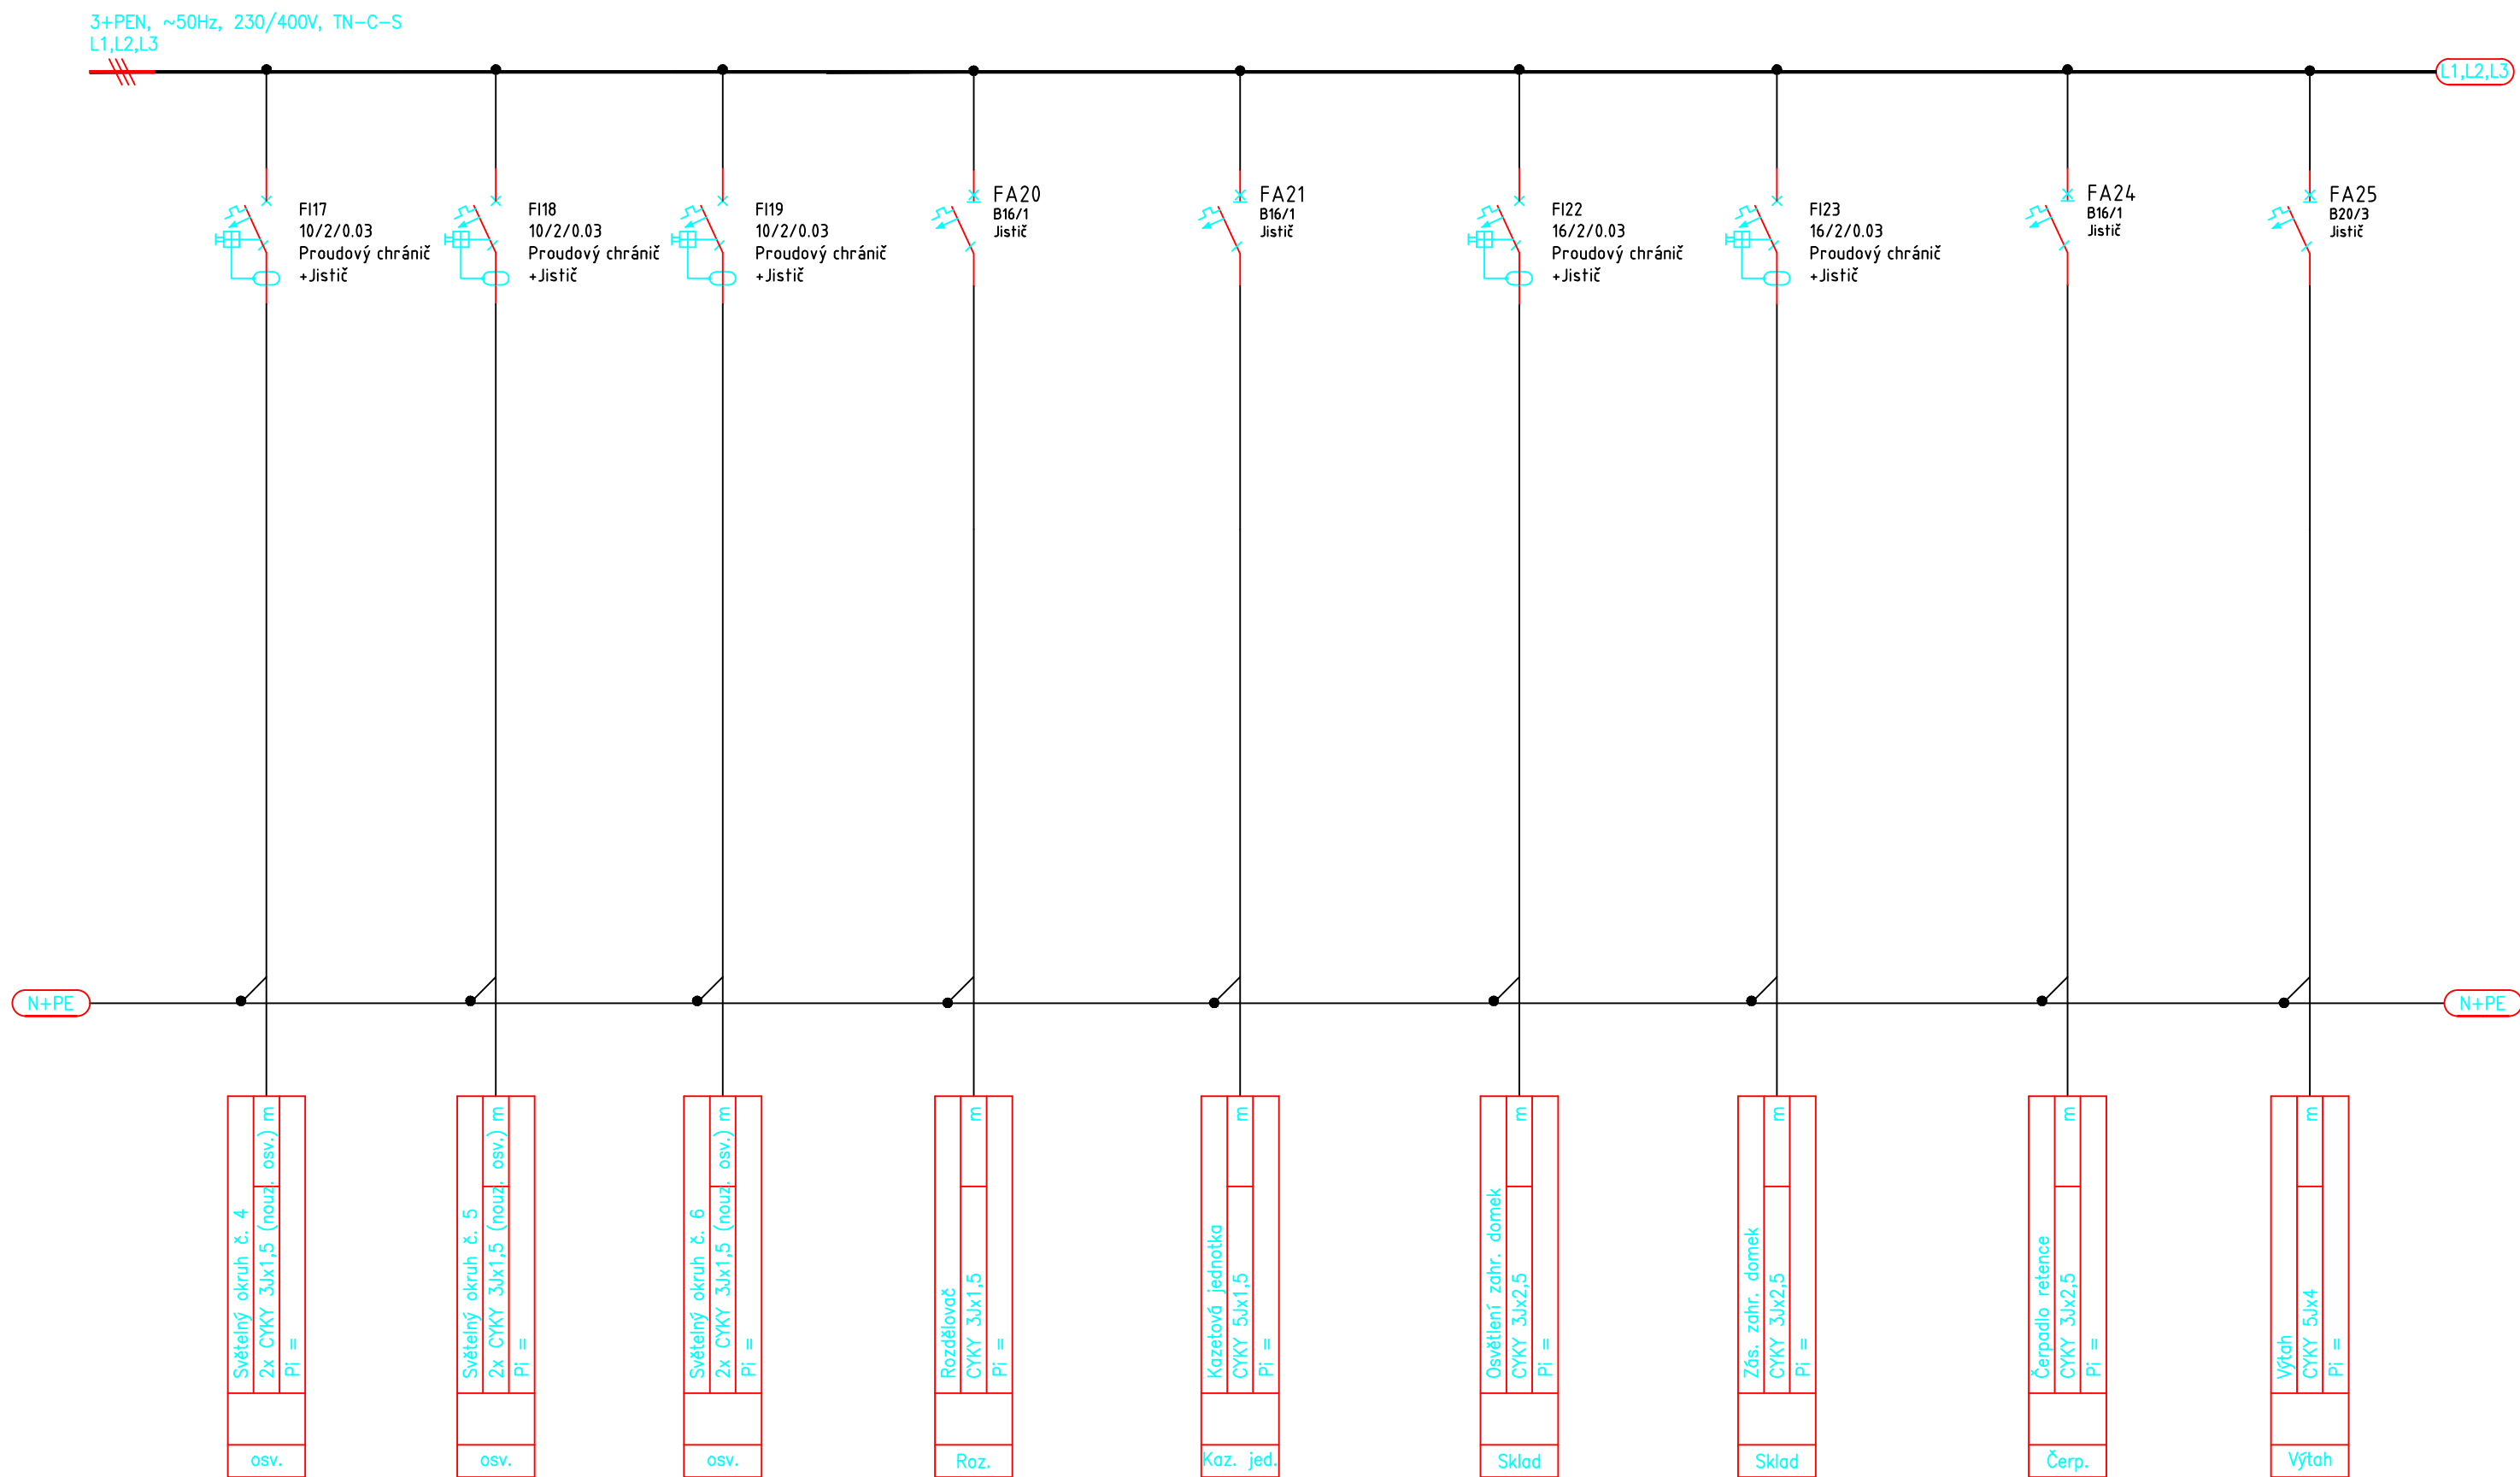 3+PEN, ~50Hz, 230/400V, TN-C-S
L1,L2,L3
L1,L2,L3
FI17
10/2/0.03
Proudový chránič
+Jistič
FI18
10/2/0.03
Proudový chránič
+Jistič
FI19
10/2/0.03
Proudový chránič
+Jistič
FA20
B16/1
Jistič
FA21
B16/1
Jistič
FI22
16/2/0.03
Proudový chránič
+Jistič
FI23
16/2/0.03
Proudový chránič
+Jistič
FA24
B16/1
Jistič
FA25
B20/3
Jistič
N+PE
N+PE
Světelný okruh č. 4
2x CYKY 3Jx1,5 (nouz. osv.) m
Pi =
osv.
Světelný okruh č. 5
2x CYKY 3Jx1,5 (nouz. osv.) m
Pi =
osv.
Světelný okruh č. 6
2x CYKY 3Jx1,5 (nouz. osv.) m
Pi =
osv.
Rozdělovač
CYKY 3Jx1,5 m
Pi =
Roz.
Kazetová jednotka
CYKY 5Jx1,5 m
Pi =
Kaz. jed.
Osvětlení zahr. domek
CYKY 3Jx2,5 m
Pi =
Sklad
Zás. zahr. domek
CYKY 3Jx2,5 m
Pi =
Sklad
Čerpadlo retence
CYKY 3Jx2,5 m
Pi =
Čerp.
Výtah
CYKY 5Jx4 m
Pi =
Výtah